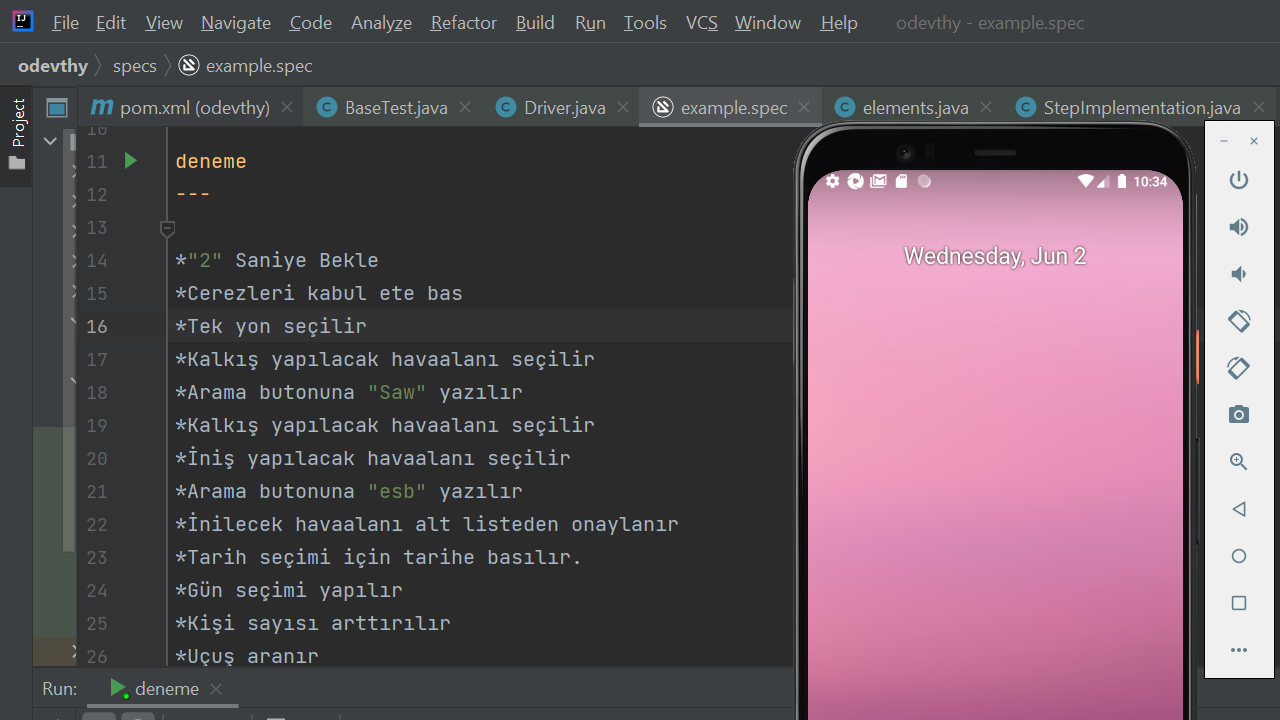 File Edit View Navigate Code Analyze Refactor Build Run Tools VCS Window Help odevthy - example.spec
odevthy specs example.spec
Project
pom.xml (odevthy) BaseTest.java Driver.java example.spec elements.java StepImplementation.java
10
11 deneme
12 ---
13
14 *"2" Saniye Bekle
15 *Cerezleri kabul ete bas
16 *Tek yon seçilir
17 *Kalkış yapılacak havaalanı seçilir
18 *Arama butonuna "Saw" yazılır
19 *Kalkış yapılacak havaalanı seçilir
20 *İniş yapılacak havaalanı seçilir
21 *Arama butonuna "esb" yazılır
22 *İnilecek havaalanı alt listeden onaylanır
23 *Tarih seçimi için tarihe basılır.
24 *Gün seçimi yapılır
25 *Kişi sayısı arttırılır
26 *Uçuş aranır
Run: deneme
10:34
Wednesday, Jun 2